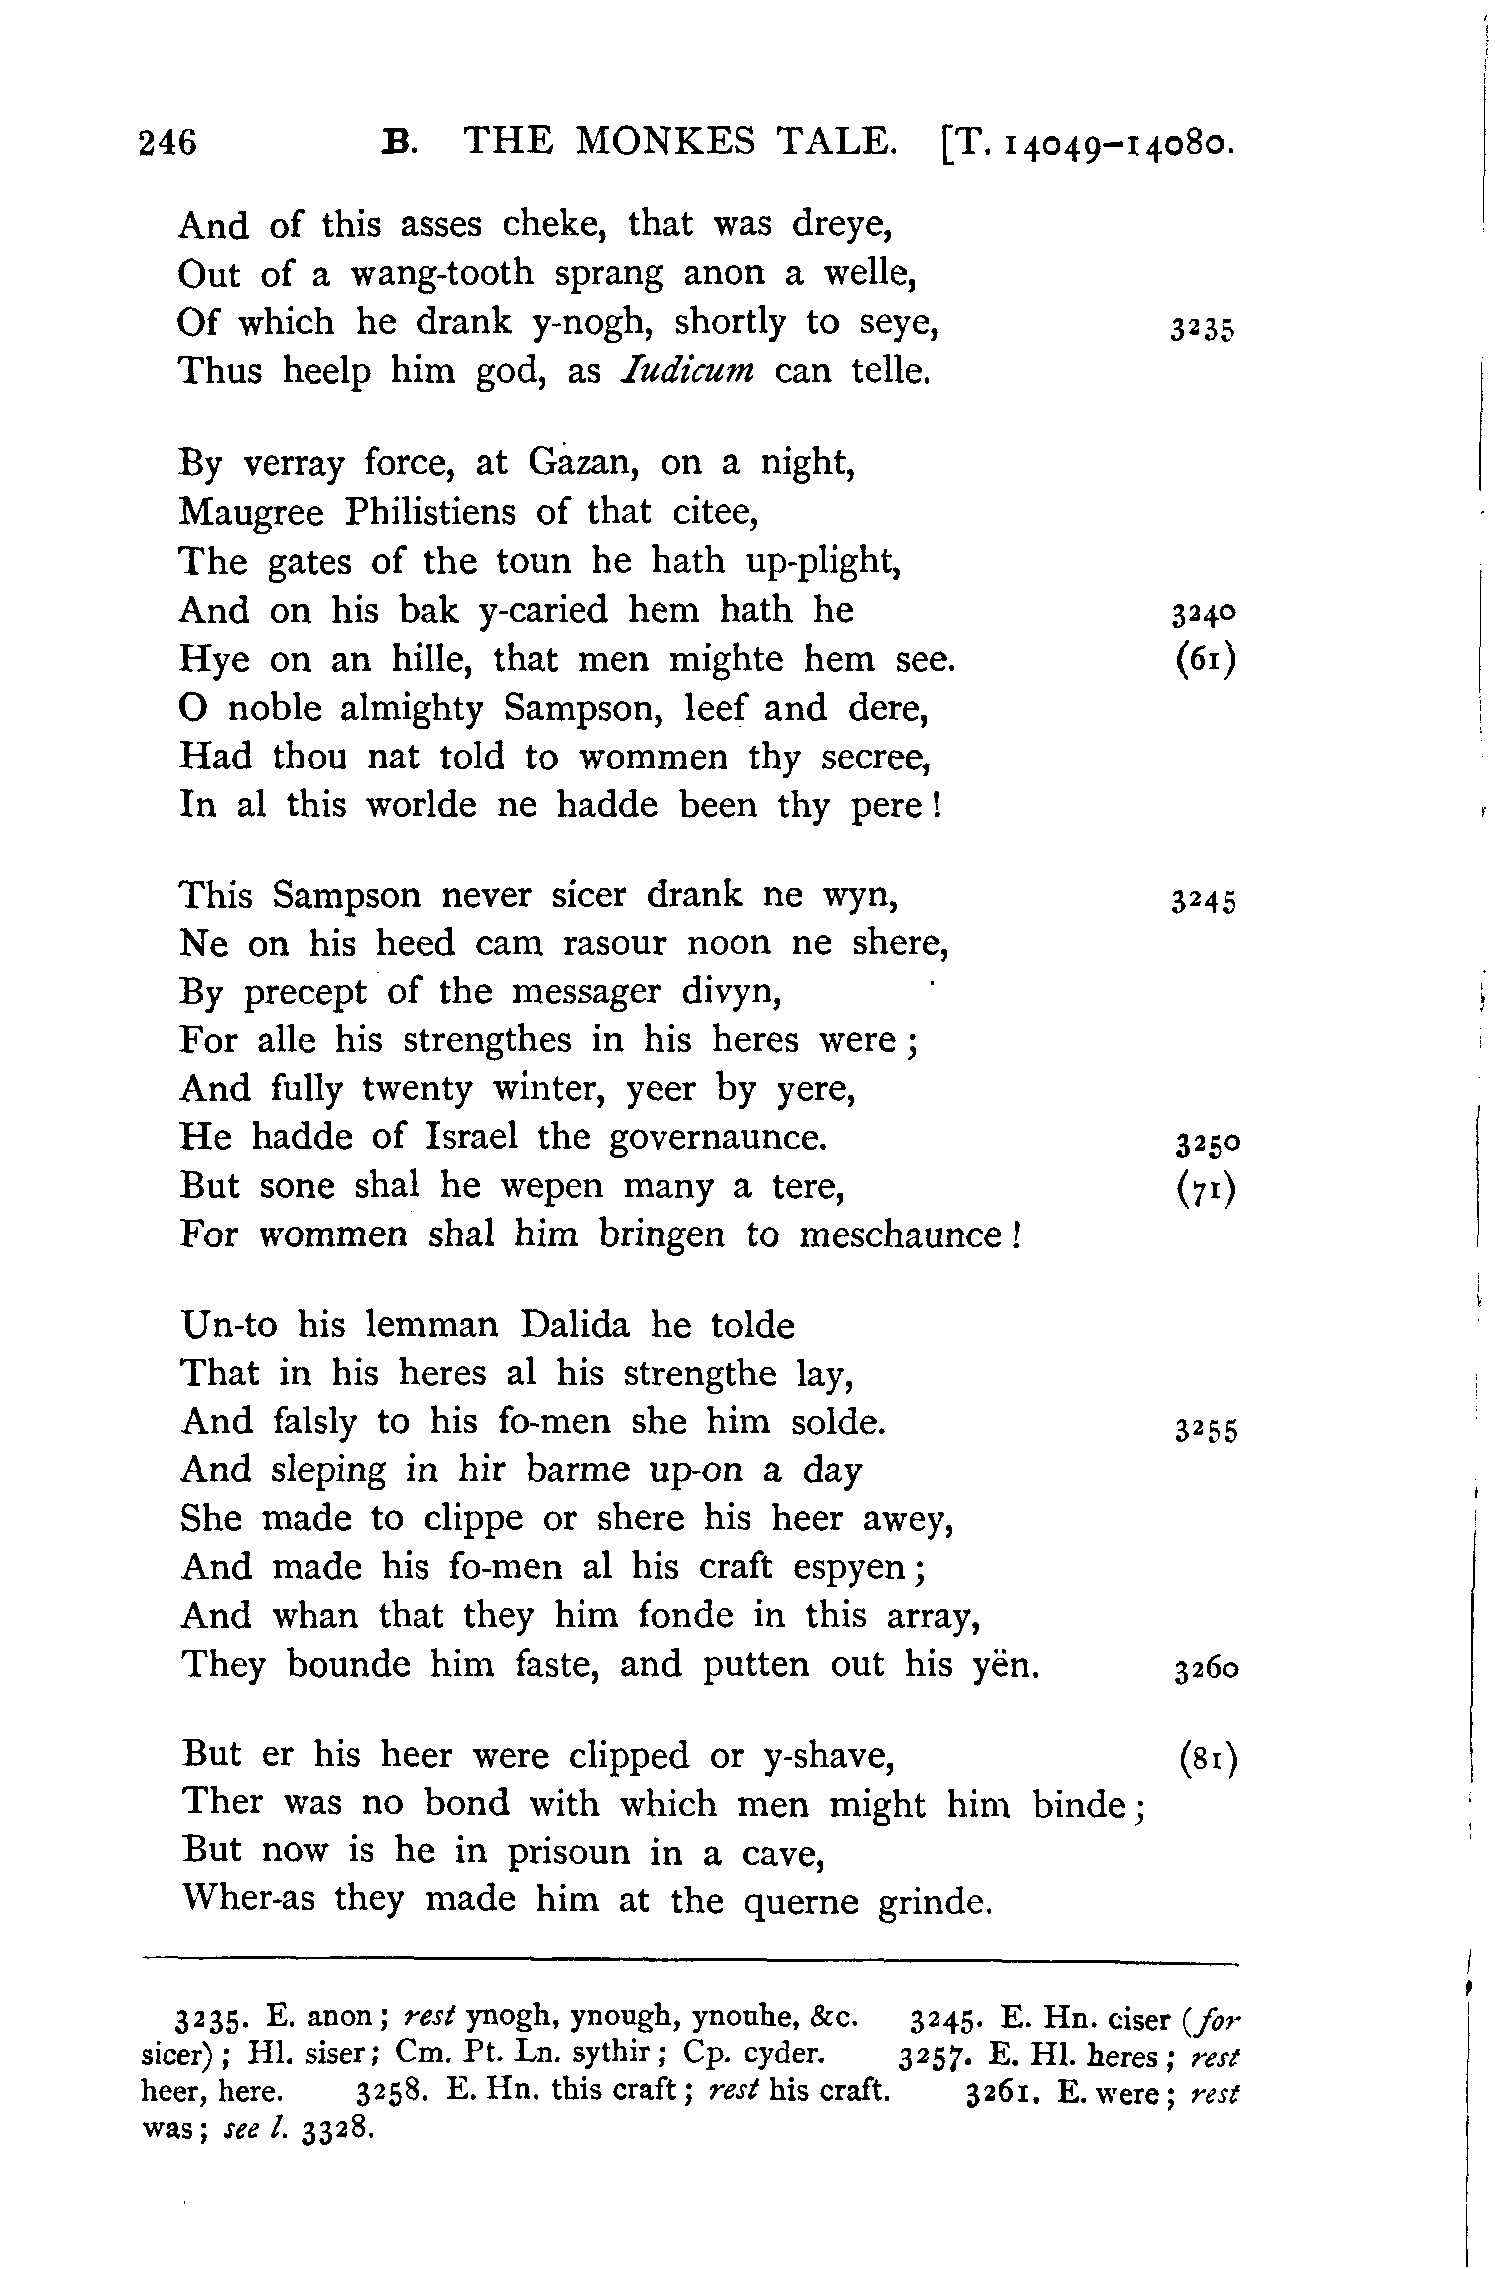 246 B. THE MONKES TALE. [T. 14049–14080.
And of this asses cheke, that was dreye,
Out of a wang-tooth sprang anon a welle,
Of which he drank y-nogh, shortly to seye, 3235
Thus heelp him god, as Iudicum can telle.
By verray force, at Gazan, on a night,
Maugree Philistiens of that citee,
The gates of the toun he hath up-plight,
And on his bak y-caried hem hath he 3240
Hye on an hille, that men mighte hem see. (61)
O noble almighty Sampson, leef and dere,
Had thou nat told to wommen thy secree,
In al this worlde ne hadde been thy pere !
This Sampson never sicer drank ne wyn, 3245
Ne on his heed cam rasour noon ne shere,
By precept of the messager divyn,
For alle his strengthes in his heres were ;
And fully twenty winter, yeer by yere,
He hadde of Israel the governaunce. 3250
But sone shal he wepen many a tere, (71)
For wommen shal him bringen to meschaunce !
Un-to his lemman Dalida he tolde
That in his heres al his strengthe lay,
And falsly to his fo-men she him solde. 3255
And sleping in hir barme up-on a day
She made to clippe or shere his heer awey,
And made his fo-men al his craft espyen ;
And whan that they him fonde in this array,
They bounde him faste, and putten out his yën. 3260
But er his heer were clipped or y-shave, (81)
Ther was no bond with which men might him binde ;
But now is he in prisoun in a cave,
Wher-as they made him at the querne grinde.
3235. E. anon ; rest ynogh, ynough, ynouhe, &c. 3245. E. Hn. ciser (for
sicer) ; Hl. siser ; Cm. Pt. Ln. sythir ; Cp. cyder. 3257. E. Hl. heres ; rest
heer, here. 3258. E. Hn. this craft ; rest his craft. 3261. E. were ; rest
was ; see l. 3328.